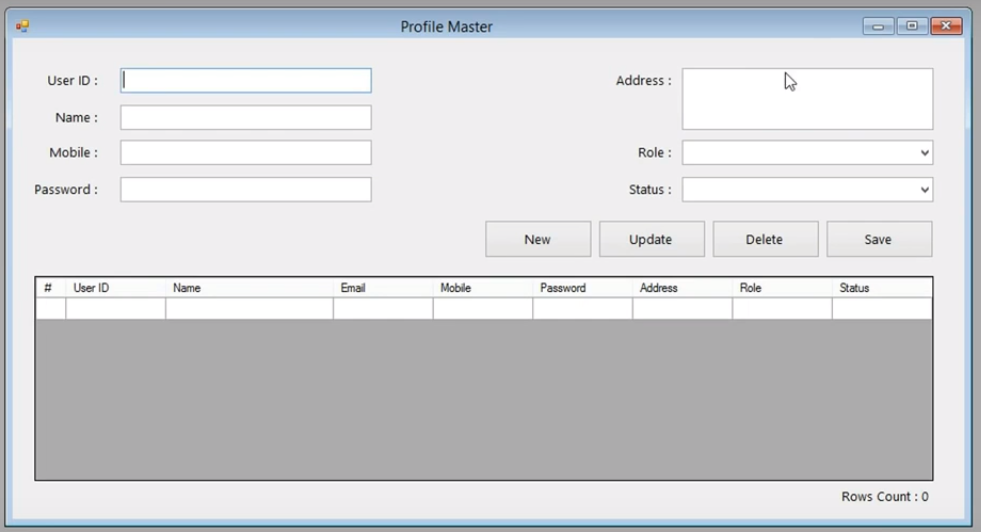 Profile Master
User ID :
Address :
Name :
Mobile :
Role :
Password :
Status :
New Update Delete Save
# User ID Name Email Mobile Password Address Role Status
Rows Count : 0